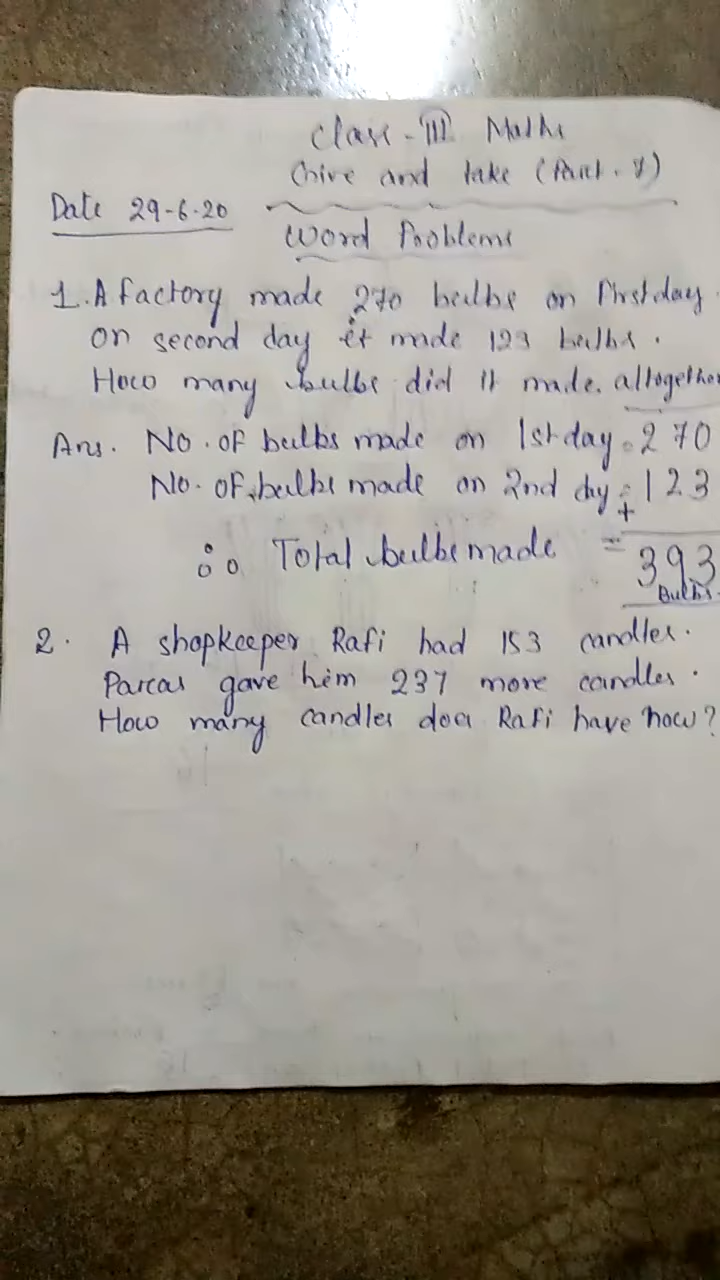 Class - III Maths
Give and take (Part - 7)
Date 29-6-20
Word Problems
1. A factory made 270 bulbs on first day.
on second day it made 123 bulbs.
How many bulbs did it made. altogether
Ans. No. of bulbs made on 1st day = 270
No. of bulbs made on 2nd day = + 123
∴ Total bulbs made = 393
Bulbs.
2. A shopkeeper Rafi had 153 candles.
Paras gave him 237 more candles.
How many candles does Rafi have now?